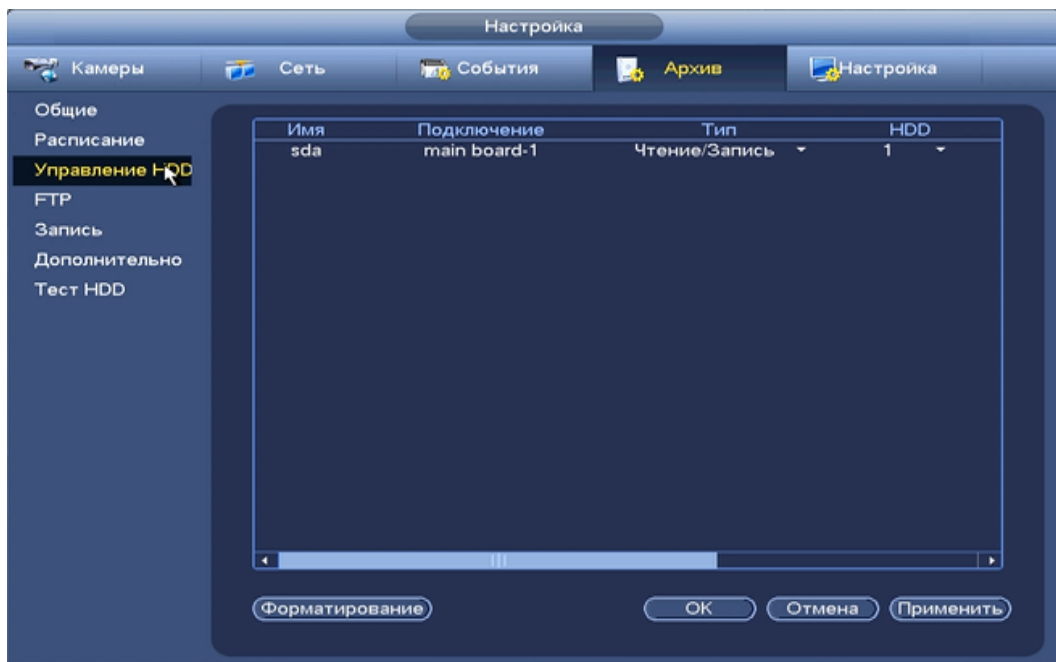 Настройка
Камеры Сеть События Архив Настройка
Общие
Расписание
Управление HDD
FTP
Запись
Дополнительно
Тест HDD
Имя Подключение Тип HDD
sda main board-1 Чтение/Запись 1
Форматирование OK Отмена Применить